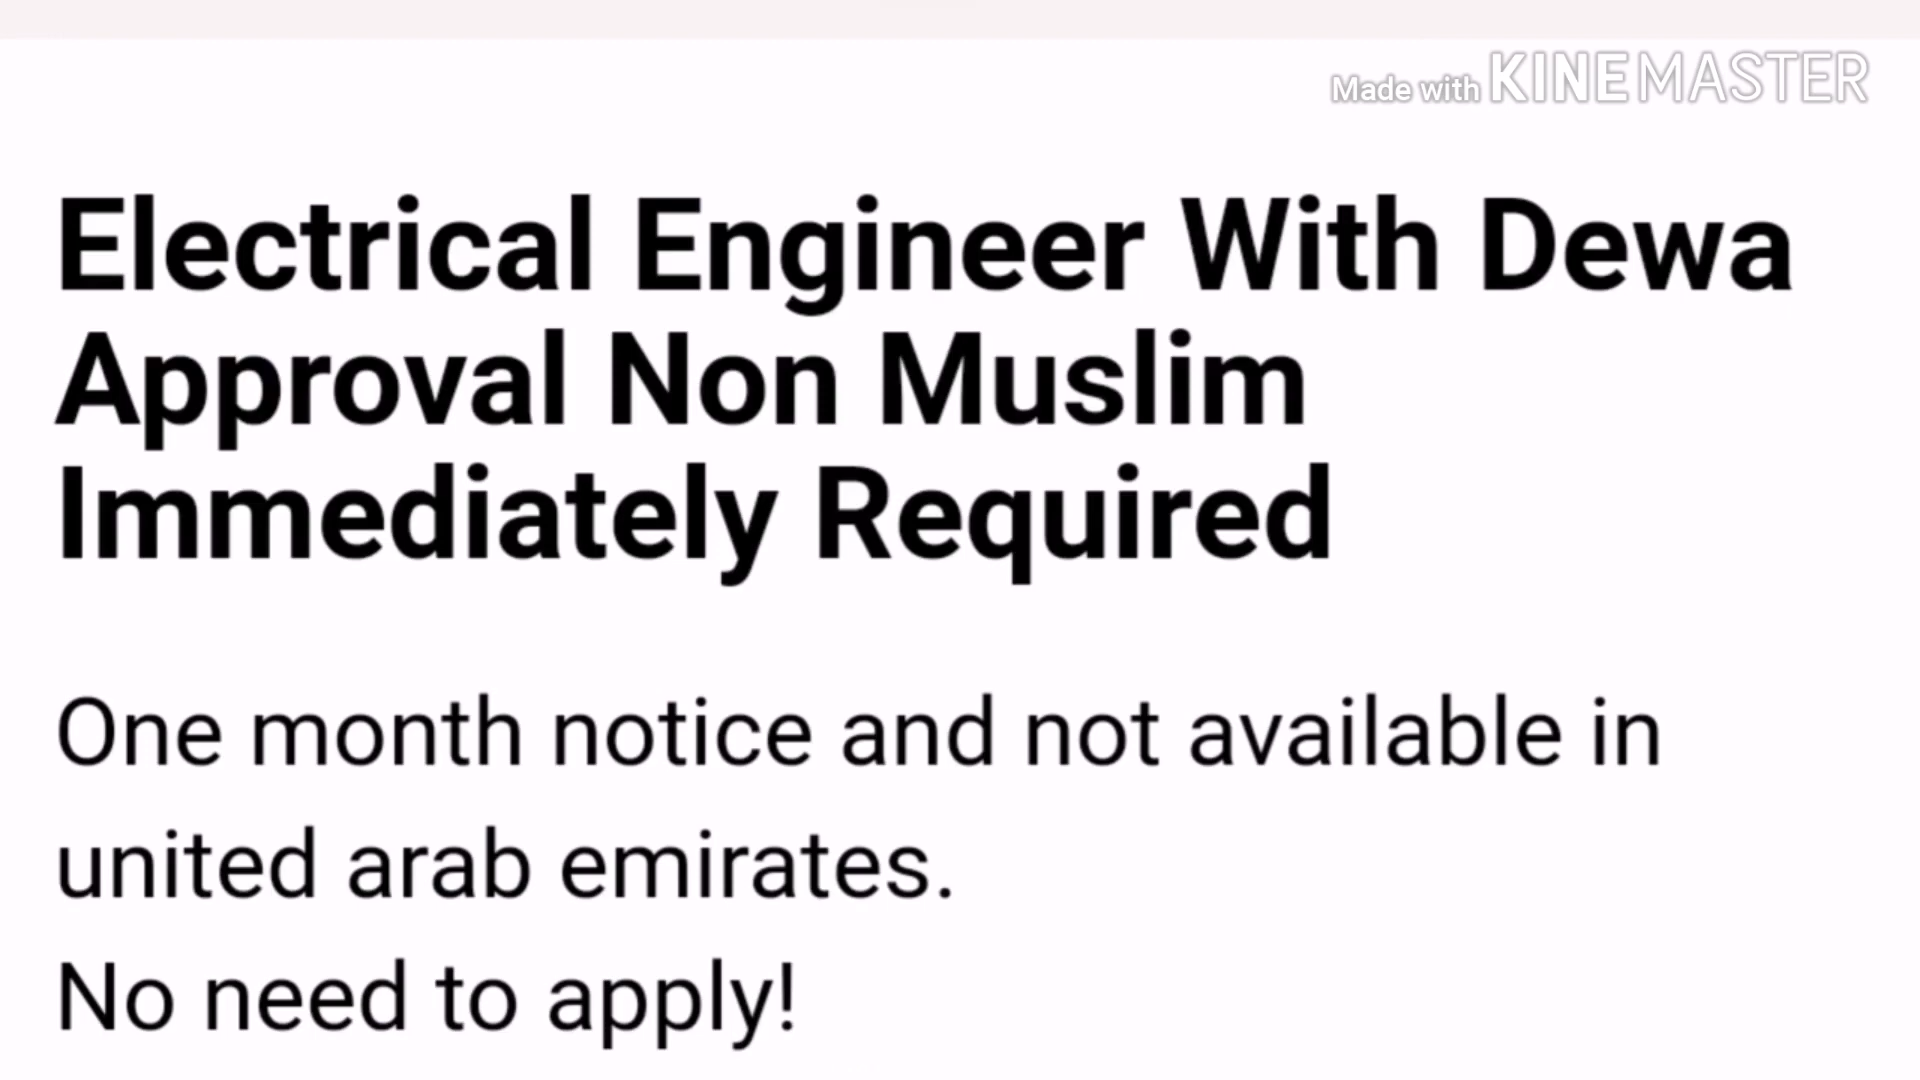 Made with KINEMASTER
Electrical Engineer With Dewa
Approval Non Muslim
Immediately Required
One month notice and not available in
united arab emirates.
No need to apply!